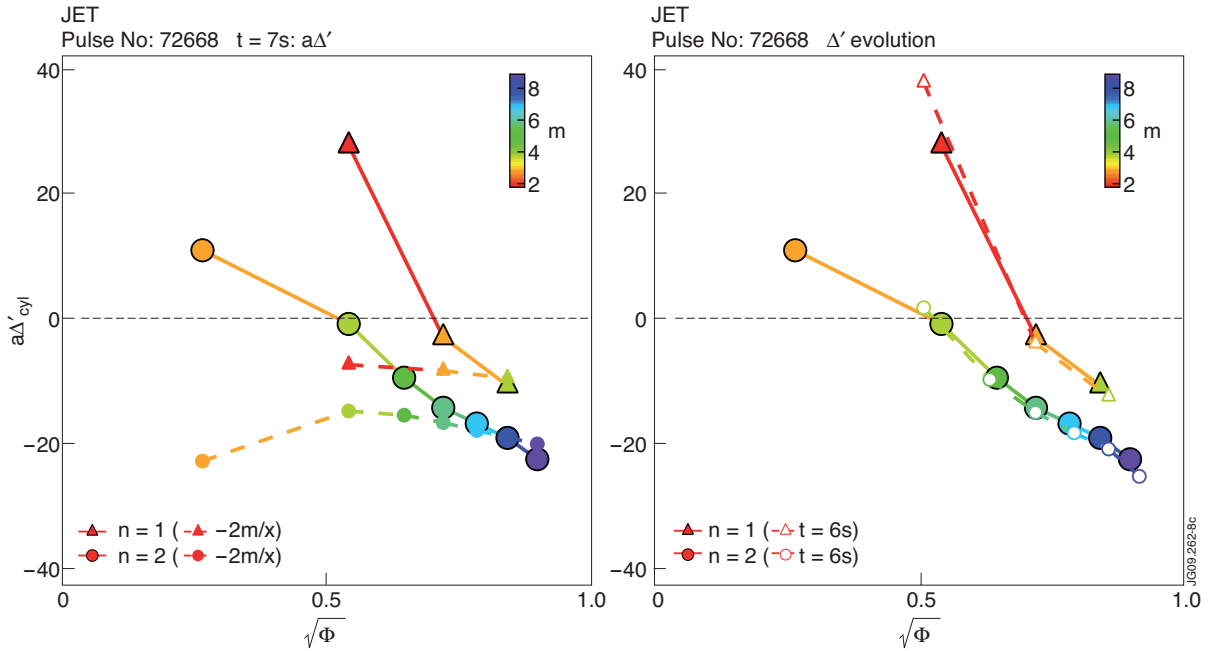 JET
Pulse No: 72668 t = 7s: aΔ′
40
20
0
−20
−40
aΔ′cyl
8
6
4
2
m
n = 1 ( −2m/x)
n = 2 ( −2m/x)
0
0.5
1.0
√Φ
JET
Pulse No: 72668 Δ′ evolution
40
20
0
−20
−40
8
6
4
2
m
n = 1 ( t = 6s)
n = 2 ( t = 6s)
0
0.5
1.0
√Φ
JG09.262-8c